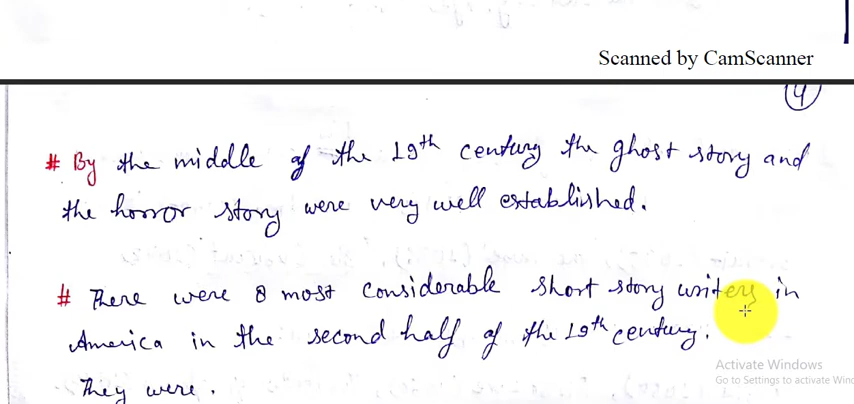 Scanned by CamScanner
(4)
# By the middle of the 19th century the ghost story and
the horror story were very well established.
# There were 8 most considerable short story writers in
America in the second half of the 19th century.
They were.
Activate Windows
Go to Settings to activate Winc